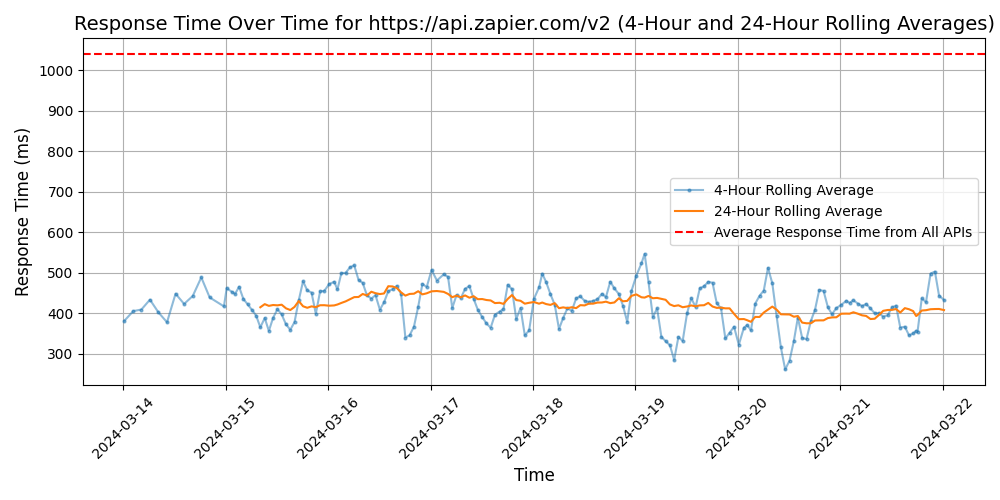 Response Time Over Time for https://api.zapier.com/v2 (4-Hour and 24-Hour Rolling Averages)
Response Time (ms)
1000
900
800
700
600
500
400
300
4-Hour Rolling Average
24-Hour Rolling Average
Average Response Time from All APIs
2024-03-14
2024-03-15
2024-03-16
2024-03-17
2024-03-18
2024-03-19
2024-03-20
2024-03-21
2024-03-22
Time